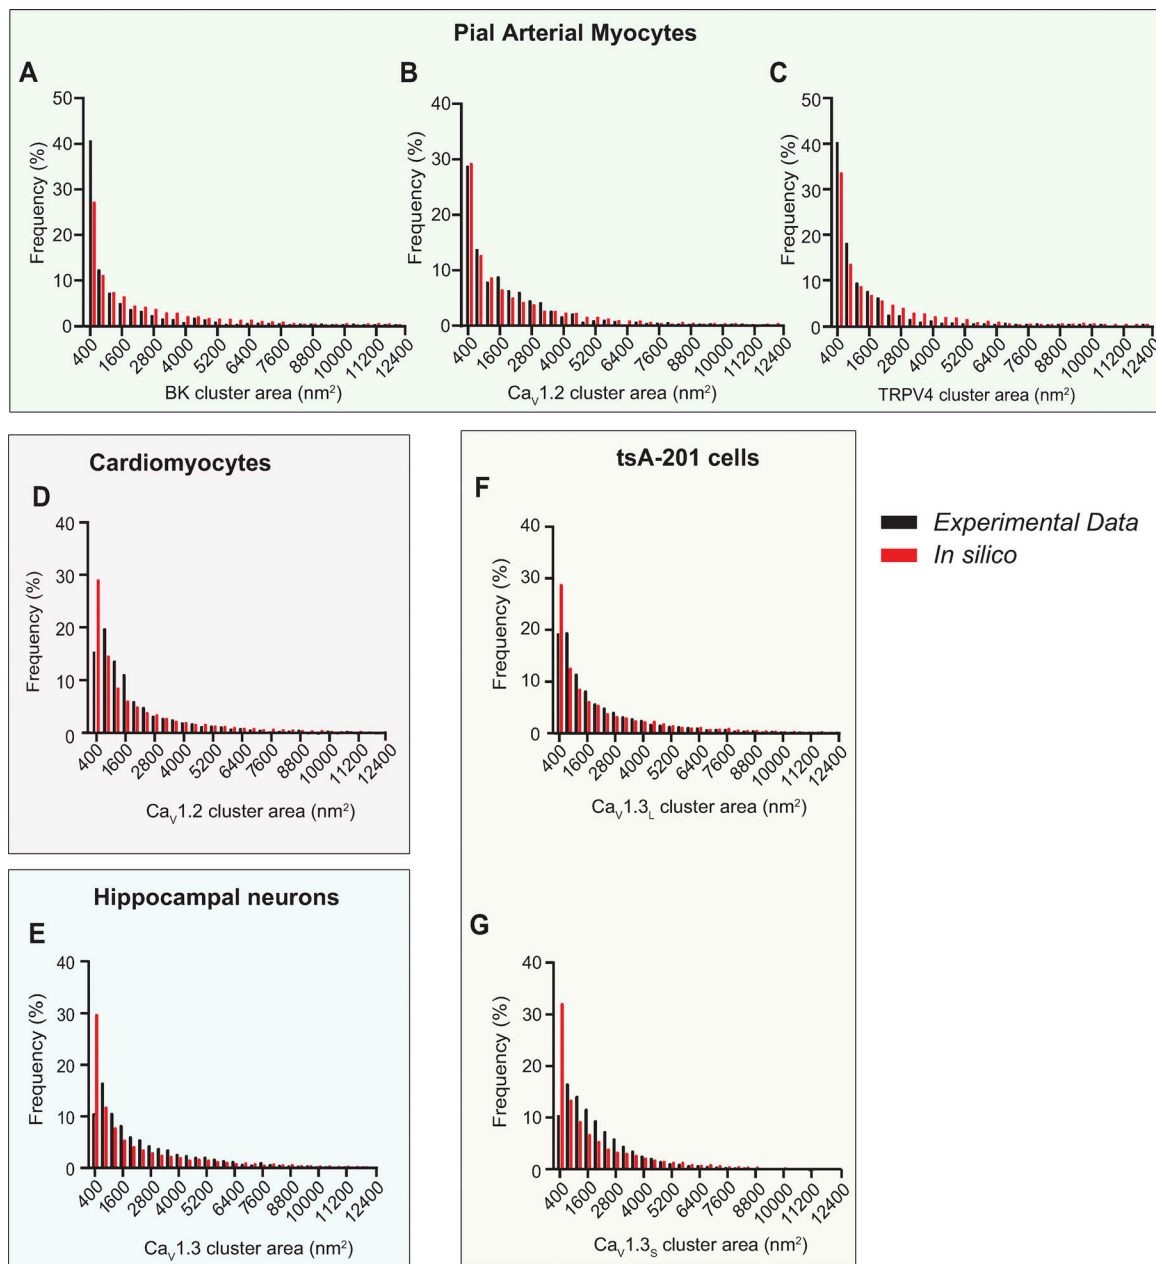 Pial Arterial Myocytes
A
50
40
30
20
10
0
Frequency (%)
400 1600 2800 4000 5200 6400 7600 8800 10000 11200 12400
BK cluster area (nm²)
B
40
30
20
10
0
Frequency (%)
400 1600 2800 4000 5200 6400 7600 8800 10000 11200 12400
CaV1.2 cluster area (nm²)
C
50
40
30
20
10
0
Frequency (%)
400 1600 2800 4000 5200 6400 7600 8800 10000 11200 12400
TRPV4 cluster area (nm²)
Cardiomyocytes
D
40
30
20
10
0
Frequency (%)
400 1600 2800 4000 5200 6400 7600 8800 10000 11200 12400
CaV1.2 cluster area (nm²)
tsA-201 cells
F
40
30
20
10
0
Frequency (%)
400 1600 2800 4000 5200 6400 7600 8800 10000 11200 12400
CaV1.3L cluster area (nm²)
Experimental Data
In silico
Hippocampal neurons
E
40
30
20
10
0
Frequency (%)
400 1600 2800 4000 5200 6400 7600 8800 10000 11200 12400
CaV1.3 cluster area (nm²)
G
40
30
20
10
0
Frequency (%)
400 1600 2800 4000 5200 6400 7600 8800 10000 11200 12400
CaV1.3S cluster area (nm²)